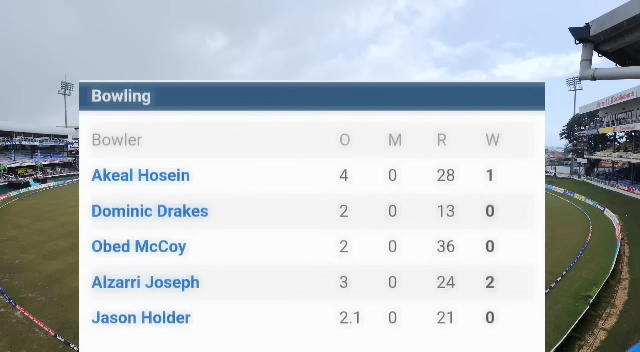 Bowling
Bowler O M R W
Akeal Hosein 4 0 28 1
Dominic Drakes 2 0 13 0
Obed McCoy 2 0 36 0
Alzarri Joseph 3 0 24 2
Jason Holder 2.1 0 21 0